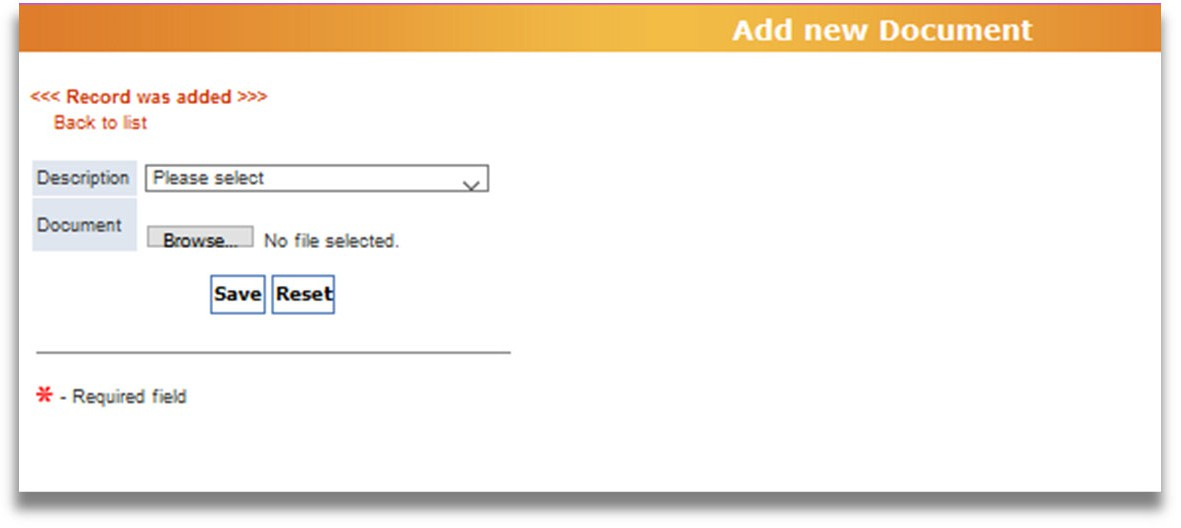 Add new Document
<<< Record was added >>>
Back to list
Description Please select
Document Browse... No file selected.
Save Reset
* - Required field